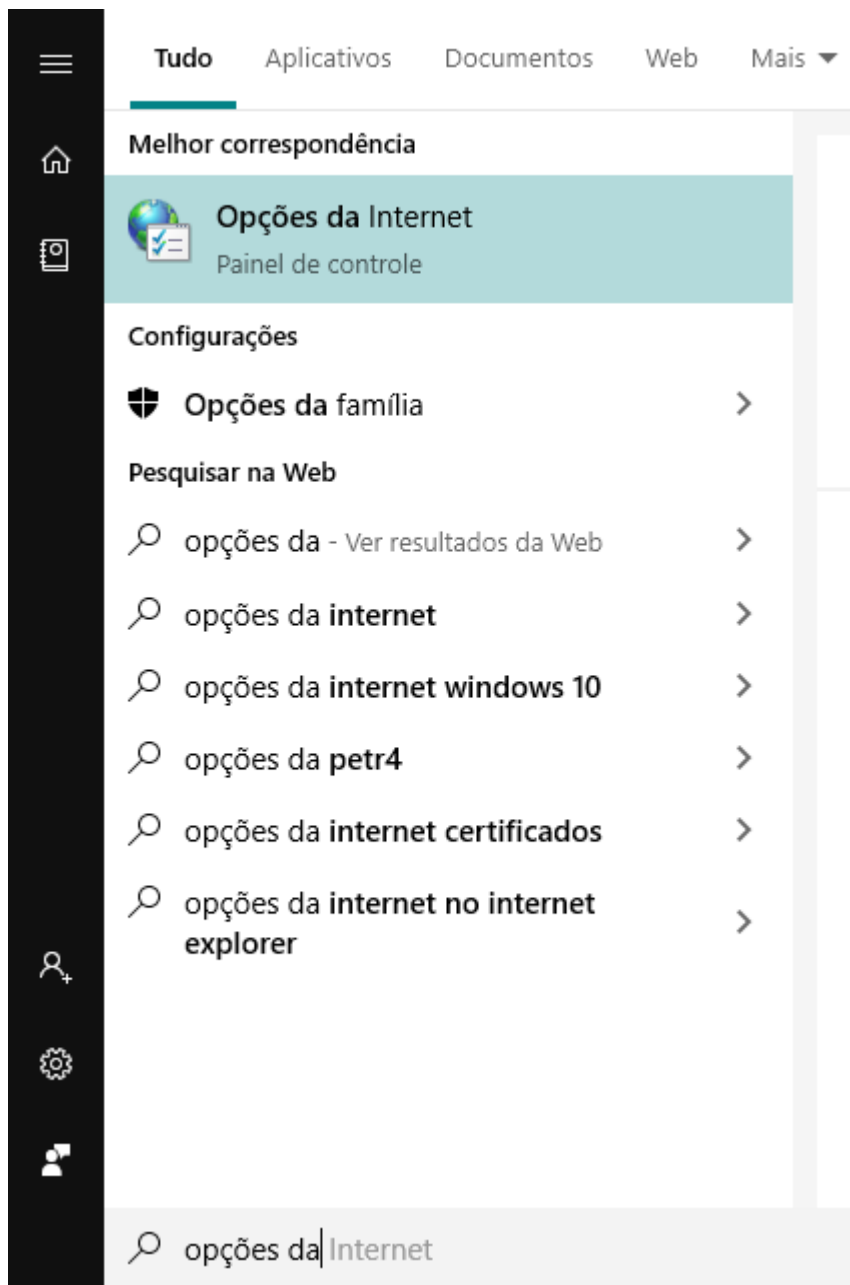 Tudo Aplicativos Documentos Web Mais
Melhor correspondência
Opções da Internet
Painel de controle
Configurações
Opções da família
Pesquisar na Web
opções da - Ver resultados da Web
opções da internet
opções da internet windows 10
opções da petr4
opções da internet certificados
opções da internet no internet
explorer
opções da Internet